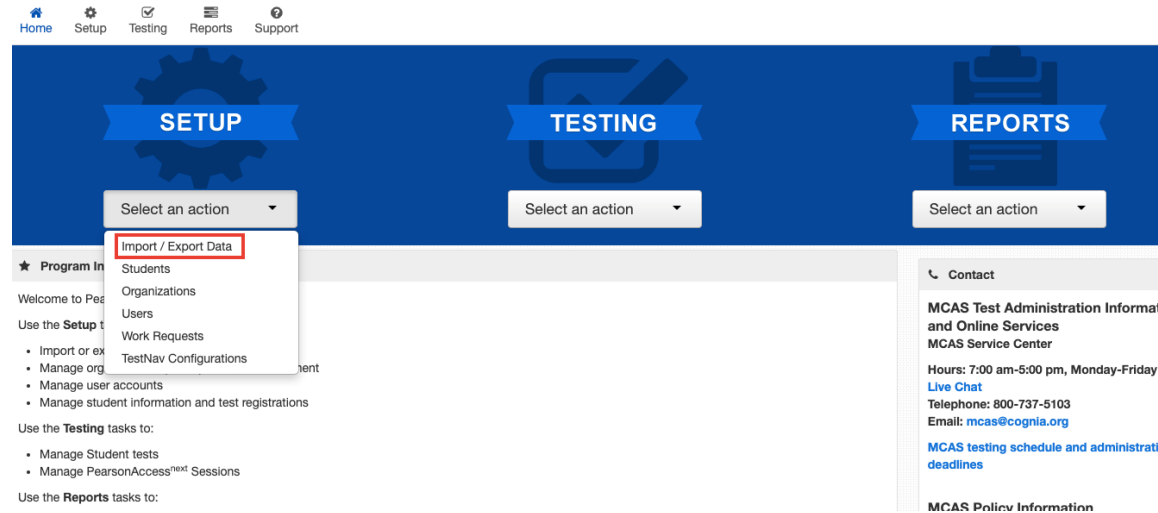 Home Setup Testing Reports Support
SETUP
TESTING
REPORTS
Select an action
Select an action
Select an action
Import / Export Data
Students
Organizations
Users
Work Requests
TestNav Configurations
Program In
Welcome to Pea
Use the Setup t
Import or ex
Manage org
Manage user accounts
Manage student information and test registrations
Use the Testing tasks to:
Manage Student tests
Manage PearsonAccessnext Sessions
Use the Reports tasks to:
Contact
MCAS Test Administration Informat
and Online Services
MCAS Service Center
Hours: 7:00 am-5:00 pm, Monday-Friday
Live Chat
Telephone: 800-737-5103
Email: mcas@cognia.org
MCAS testing schedule and administrati
deadlines
MCAS Policy Information